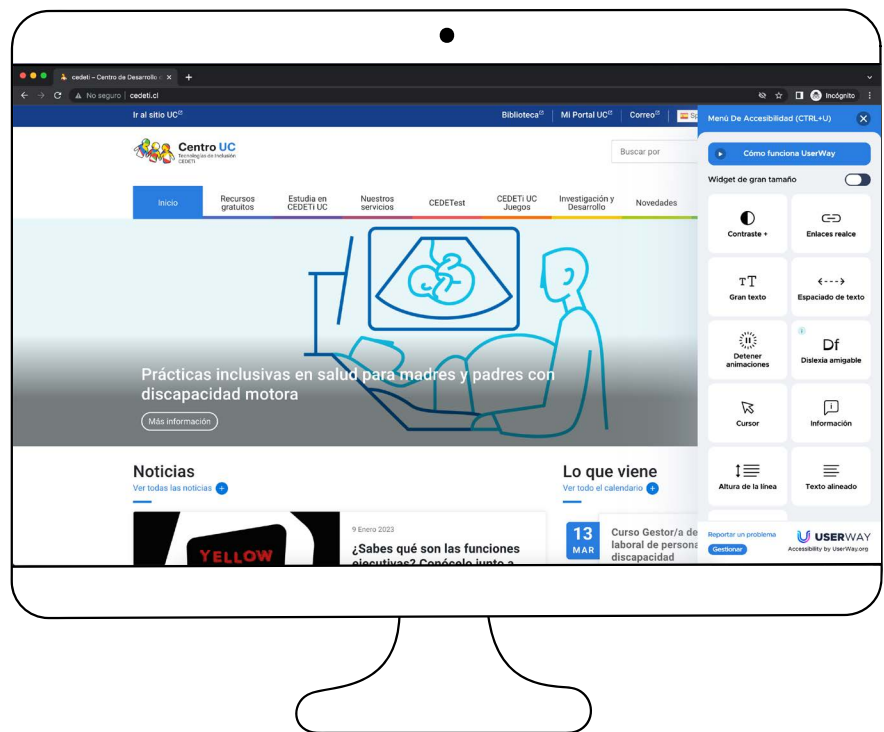 cedeti – Centro de Desarrollo
No seguro | cedeti.cl
Incógnito
Ir al sitio UC
Biblioteca
Mi Portal UC
Correo
Menú De Accesibilidad (CTRL+U)
Centro UC
Tecnologías de Inclusión
CEDETI
Buscar por
Cómo funciona UserWay
Widget de gran tamaño
Inicio
Recursos
gratuitos
Estudia en
CEDETi UC
Nuestros
servicios
CEDETest
CEDETi UC
Juegos
Investigación y
Desarrollo
Novedades
Contraste +
Enlaces realce
Gran texto
Espaciado de texto
Detener
animaciones
Df
Dislexia amigable
Cursor
Información
Altura de la línea
Texto alineado
Prácticas inclusivas en salud para madres y padres con
discapacidad motora
Más información
Noticias
Ver todas las noticias +
Lo que viene
Ver todo el calendario +
YELLOW
9 Enero 2023
¿Sabes qué son las funciones
ejecutivas? Conócelo junto a
13
MAR
Curso Gestor/a de
laboral de persona
discapacidad
Reportar un problema
Gestionar
USERWAY
Accessibility by UserWay.org